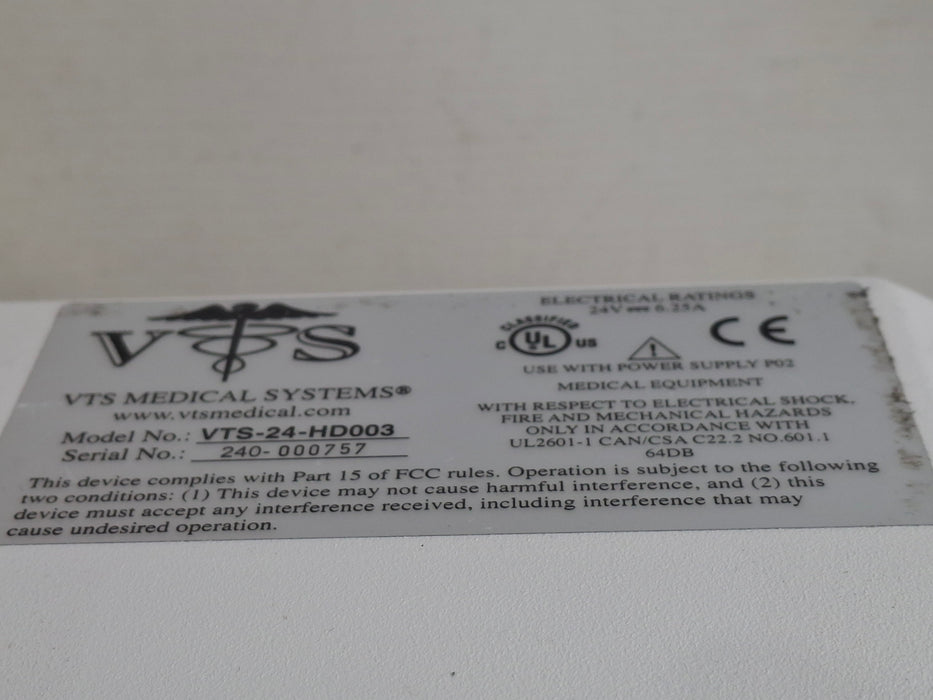 VTS
VTS MEDICAL SYSTEMS®
www.vtsmedical.com
Model No.: VTS-24-HD003
Serial No.: 240-000757
ELECTRICAL RATINGS
24V 6.25A
CLASSIFIED
C UL US
CE
USE WITH POWER SUPPLY P02
MEDICAL EQUIPMENT
WITH RESPECT TO ELECTRICAL SHOCK,
FIRE AND MECHANICAL HAZARDS
ONLY IN ACCORDANCE WITH
UL2601-1 CAN/CSA C22.2 NO.601.1
64DB
This device complies with Part 15 of FCC rules. Operation is subject to the following
two conditions: (1) This device may not cause harmful interference, and (2) this
device must accept any interference received, including interference that may
cause undesired operation.